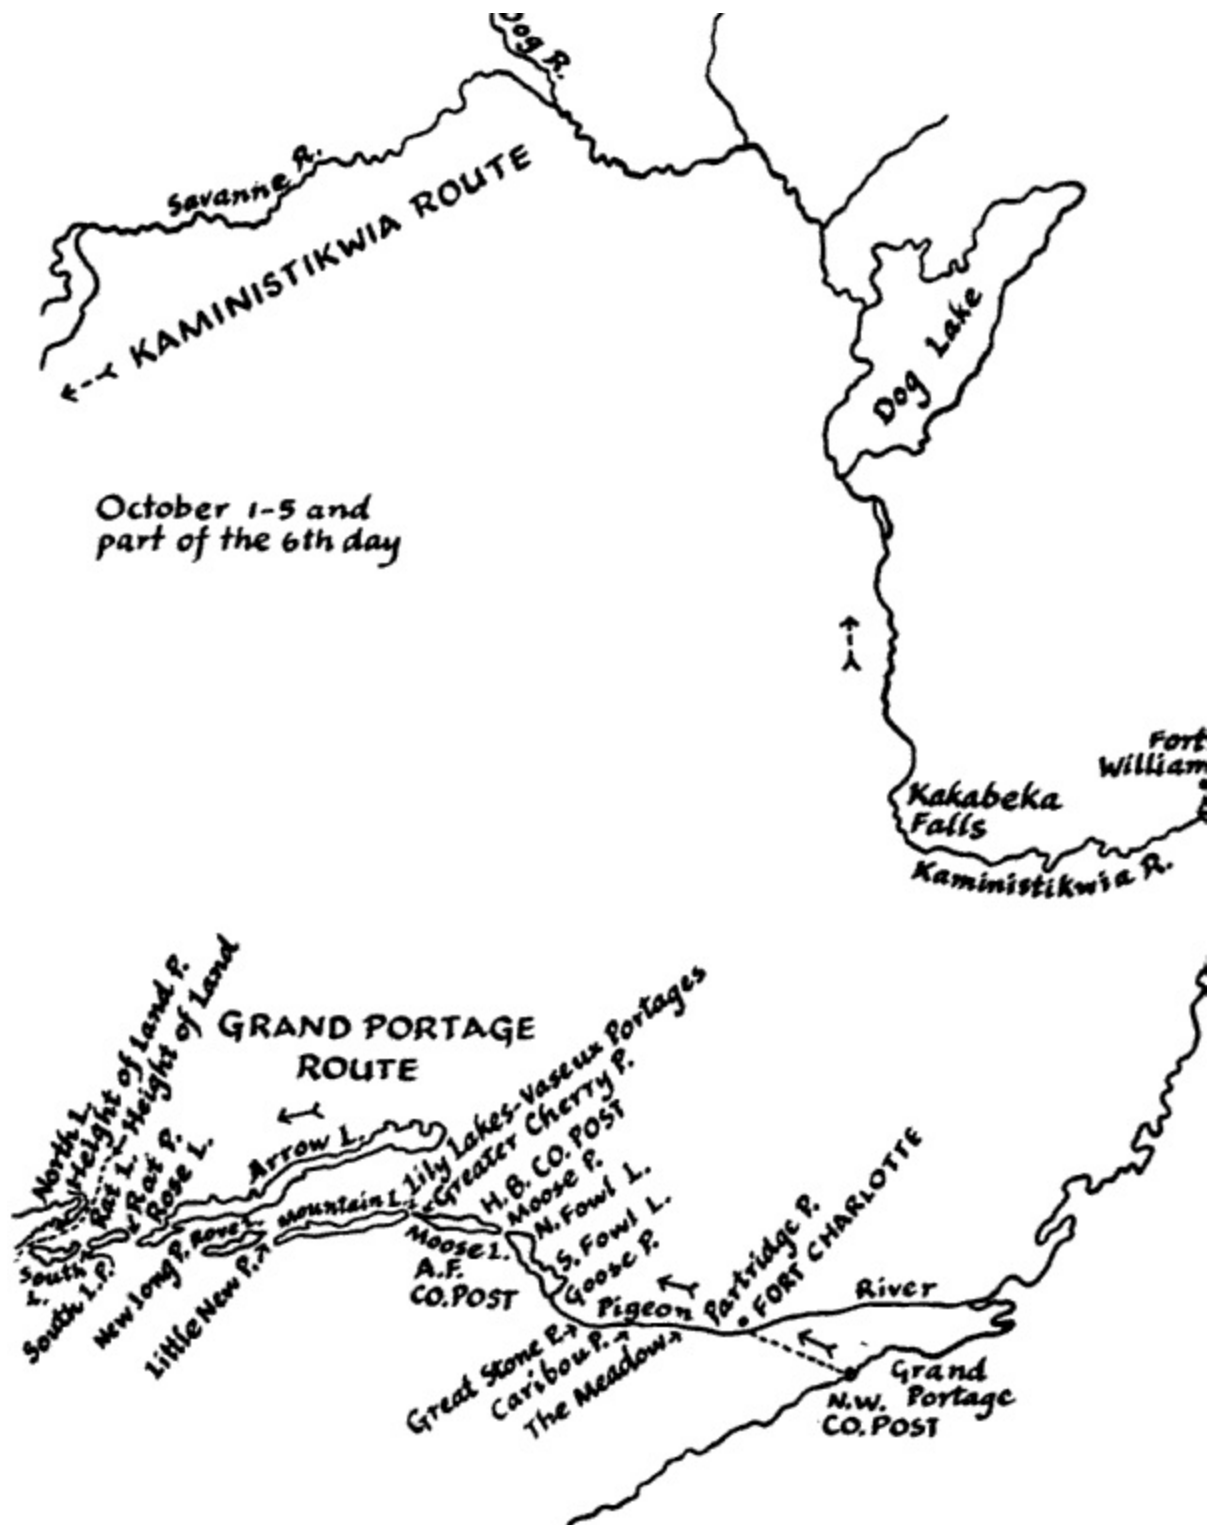 Dog R.
Savanne R.
KAMINISTIKWIA ROUTE
Dog Lake
October 1-5 and
part of the 6th day
Fort
William
Kakabeka
Falls
Kaministikwia R.
GRAND PORTAGE
ROUTE
North L.
Height of Land P.
Height of Land
Rat L.
Rat P.
Rose L.
Arrow L.
Lily Lakes-Vaseux Portages
Greater Cherry P.
H.B. CO. POST
Moose P.
N. Fowl L.
S. Fowl L.
Goose P.
Partridge P.
FORT CHARLOTTE
South
L.
South L.P.
New Long P.
Rove L.
Little New P.
Mountain L.
Moose L.
A.F.
CO. POST
Pigeon
River
Great Stone P.
Caribou P.
The Meadow
Grand
Portage
N.W.
CO. POST